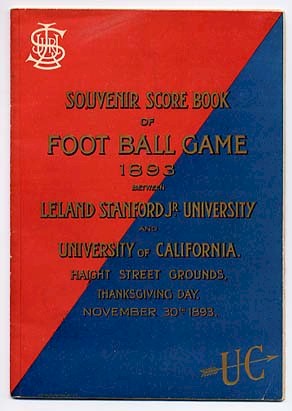 LSJUR
SOUVENIR SCORE BOOK
OF
FOOT BALL GAME
1893
BETWEEN
LELAND STANFORD JR. UNIVERSITY
AND
UNIVERSITY OF CALIFORNIA.
HAIGHT STREET GROUNDS,
THANKSGIVING DAY,
NOVEMBER 30TH 1893.
UC